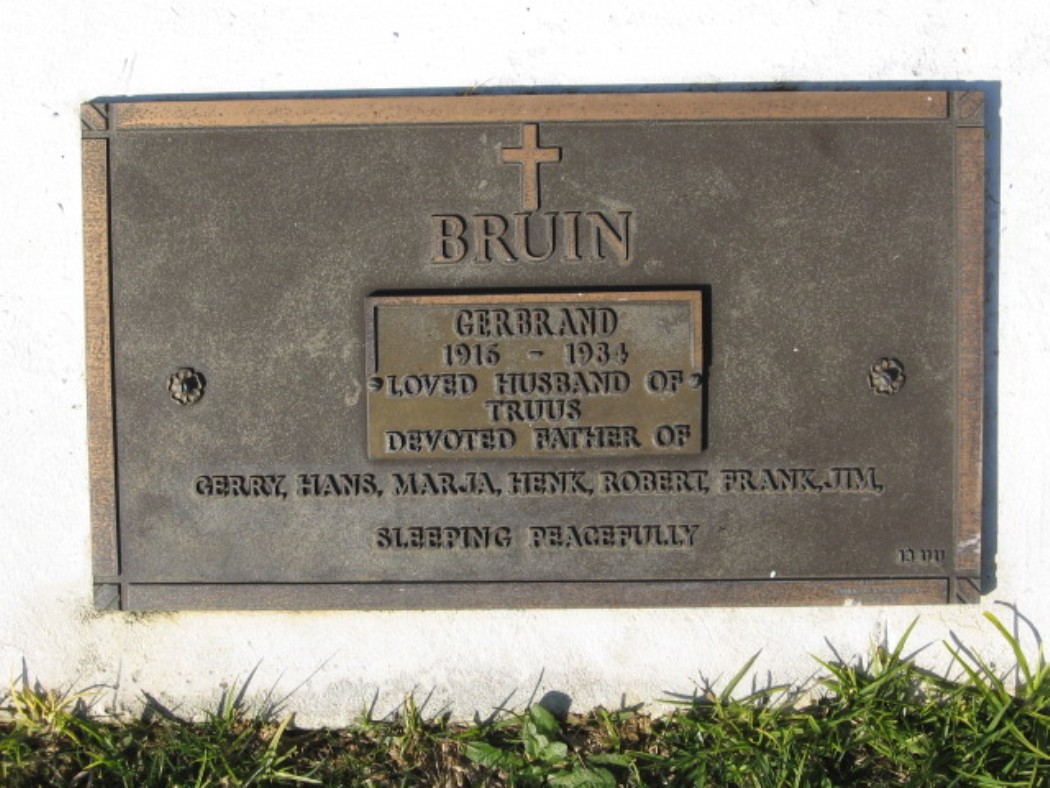 BRUIN
GERBRAND
1916 - 1984
LOVED HUSBAND OF
TRUUS
DEVOTED FATHER OF
GERRY, HANS, MARJA, HENK, ROBERT, FRANK, JIM,
SLEEPING PEACEFULLY